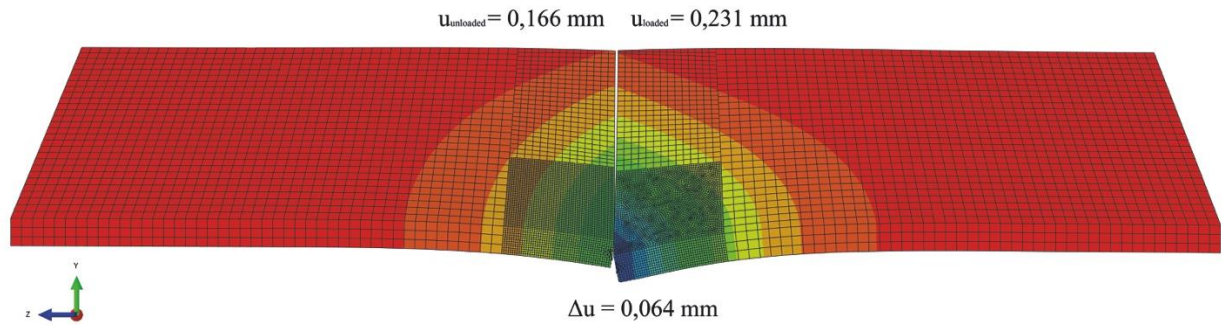 u_unloaded = 0,166 mm u_loaded = 0,231 mm
Y
Z
Δu = 0,064 mm